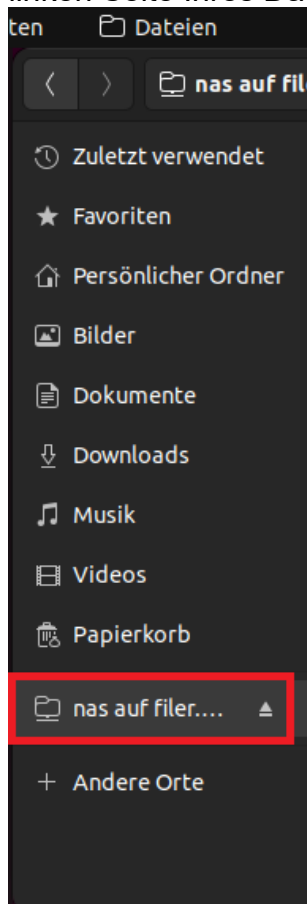 ten Dateien
nas auf fil
Zuletzt verwendet
Favoriten
Persönlicher Ordner
Bilder
Dokumente
Downloads
Musik
Videos
Papierkorb
nas auf filer....
+ Andere Orte